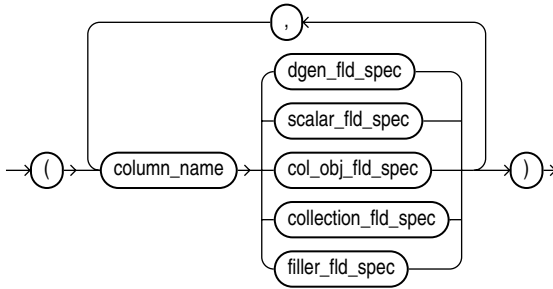 ,
dgen_fld_spec
scalar_fld_spec
( column_name col_obj_fld_spec )
collection_fld_spec
filler_fld_spec